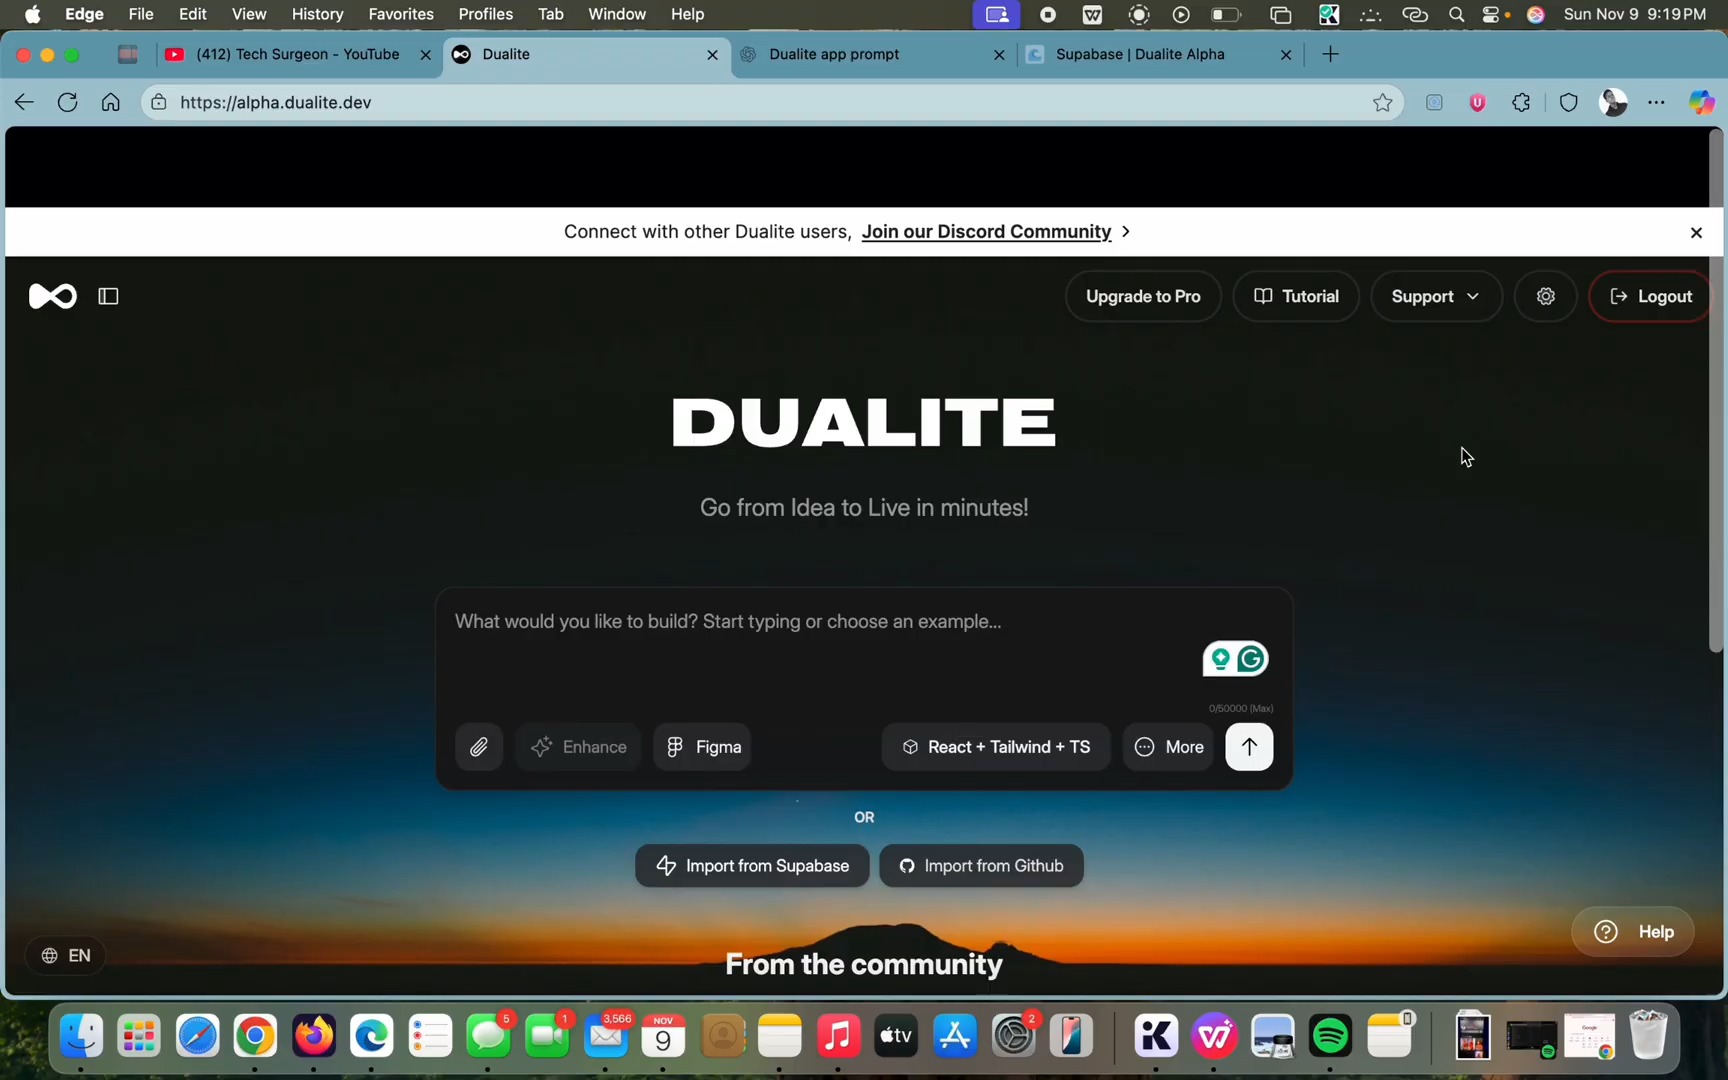 Edge File Edit View History Favorites Profiles Tab Window Help Sun Nov 9 9:19 PM
(412) Tech Surgeon - YouTube Dualite Dualite app prompt Supabase | Dualite Alpha
https://alpha.dualite.dev
Connect with other Dualite users, Join our Discord Community >
Upgrade to Pro Tutorial Support Logout
DUALITE
Go from Idea to Live in minutes!
What would you like to build? Start typing or choose an example...
0/50000 (Max)
Enhance Figma React + Tailwind + TS More
OR
Import from Supabase Import from Github
EN
Help
From the community
5 1 3,566 NOV 9 tv 2